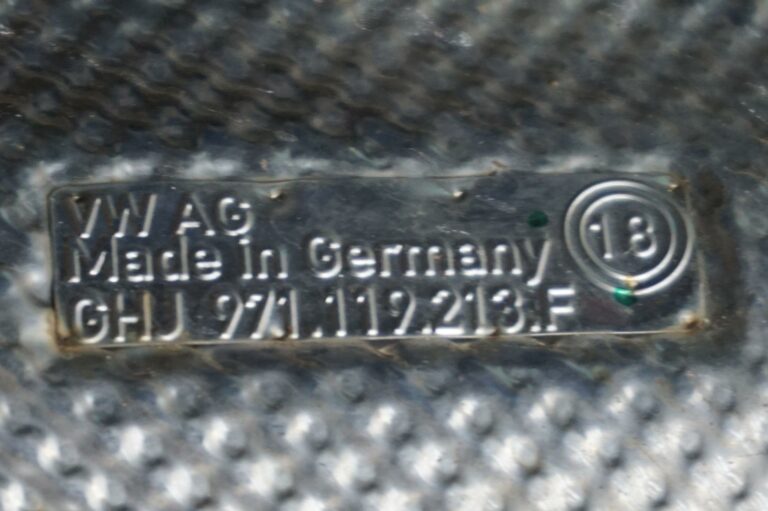 VW AG
Made in Germany
18
GHJ 971.119.213.F